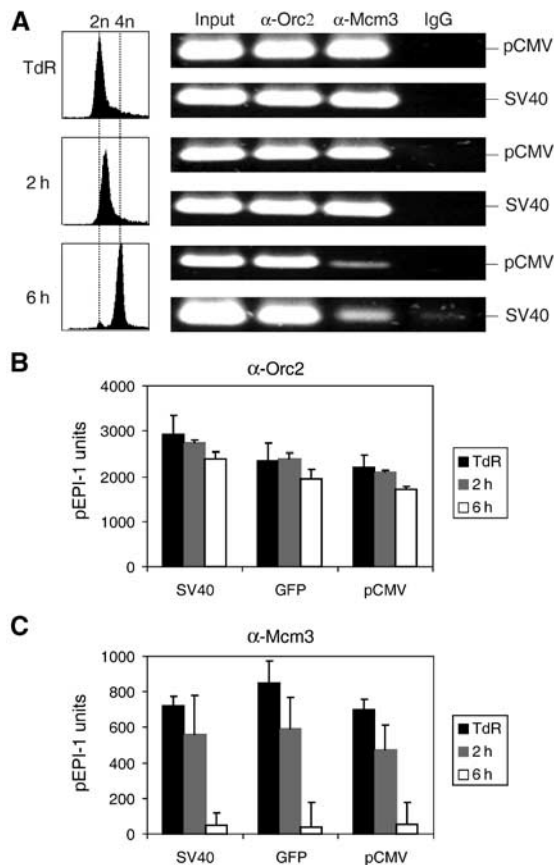 A
2n 4n
Input α-Orc2 α-Mcm3 IgG
TdR
pCMV
SV40
2 h
pCMV
SV40
6 h
pCMV
SV40
B
α-Orc2
pEPI-1 units
4000
3000
2000
1000
0
SV40 GFP pCMV
TdR
2 h
6 h
C
α-Mcm3
pEPI-1 units
1000
800
600
400
200
0
SV40 GFP pCMV
TdR
2 h
6 h